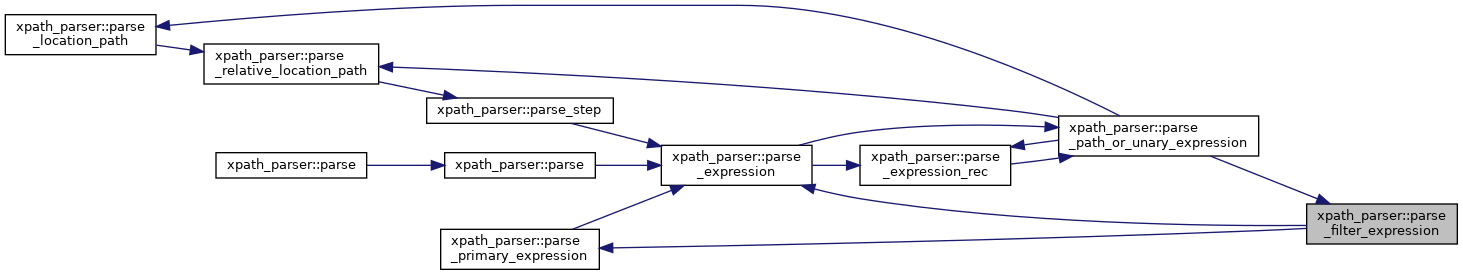 xpath_parser::parse
_location_path
xpath_parser::parse
_relative_location_path
xpath_parser::parse_step
xpath_parser::parse
xpath_parser::parse
xpath_parser::parse
_expression
xpath_parser::parse
_primary_expression
xpath_parser::parse
_expression_rec
xpath_parser::parse
_path_or_unary_expression
xpath_parser::parse
_filter_expression